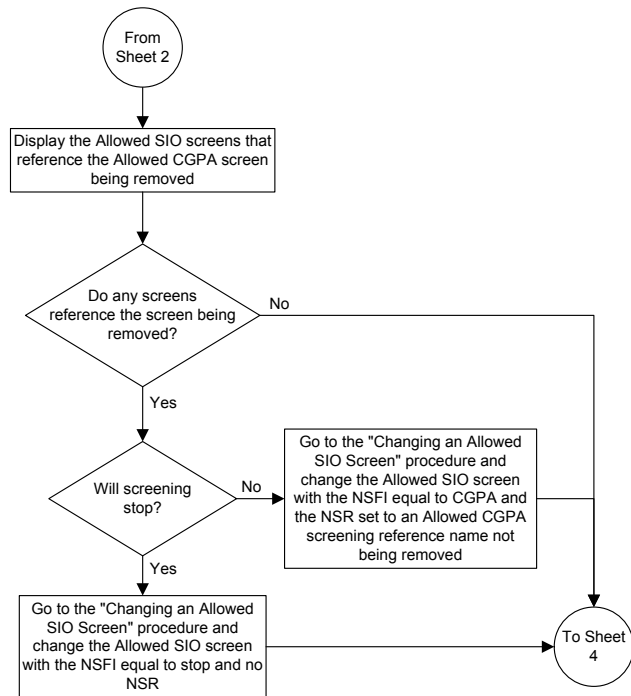 From
Sheet 2
Display the Allowed SIO screens that
reference the Allowed CGPA screen
being removed
Do any screens
reference the screen being
removed?
No
Yes
Will screening
stop?
No
Go to the "Changing an Allowed
SIO Screen" procedure and
change the Allowed SIO screen
with the NSFI equal to CGPA and
the NSR set to an Allowed CGPA
screening reference name not
being removed
Yes
Go to the "Changing an Allowed
SIO Screen" procedure and
change the Allowed SIO screen
with the NSFI equal to stop and no
NSR
To Sheet
4